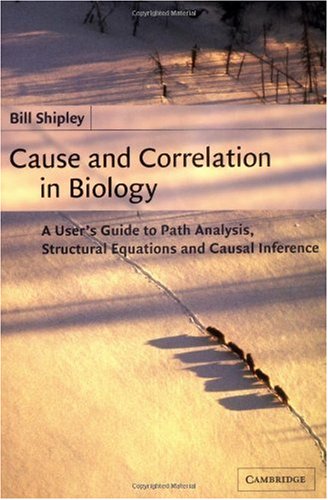 Bill Shipley
Cause and Correlation
in Biology
A User's Guide to Path Analysis,
Structural Equations and Causal Inference
CAMBRIDGE